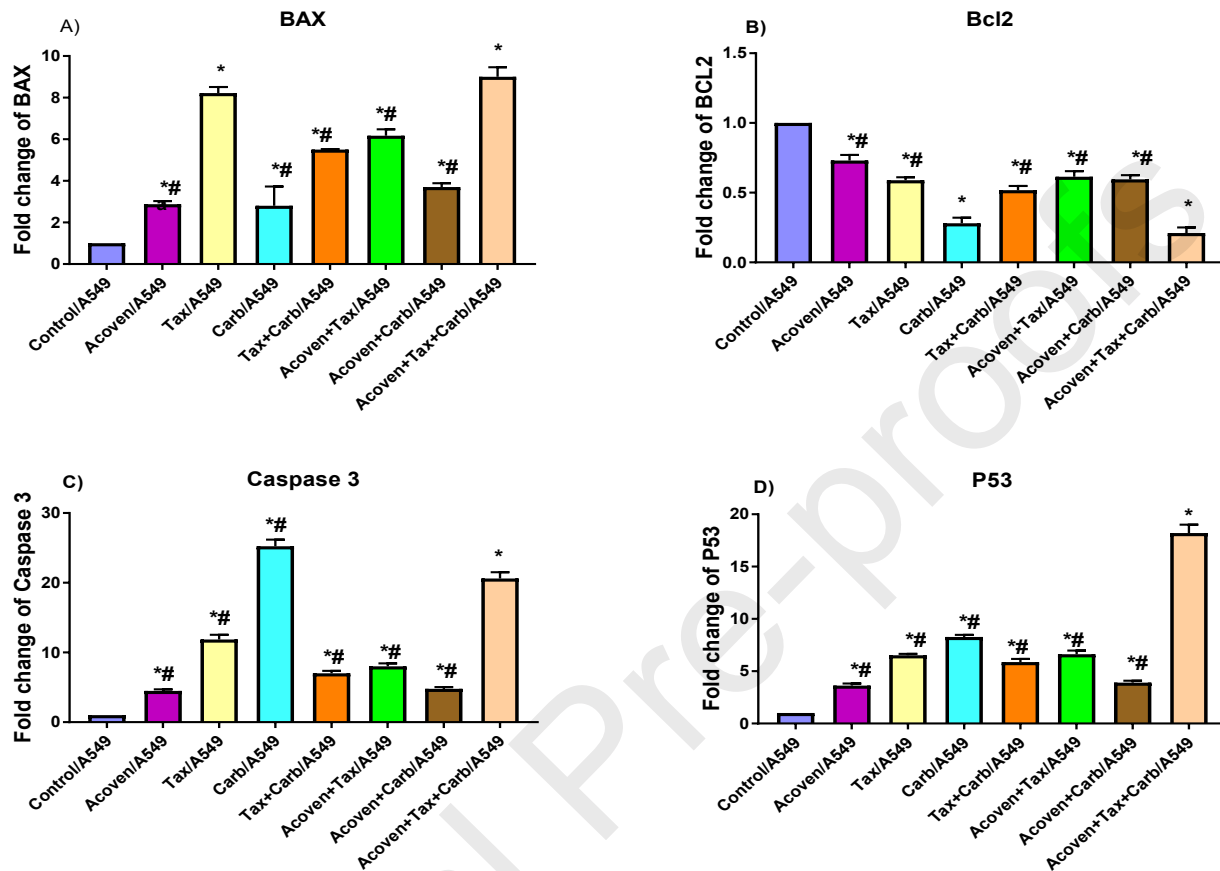 A)
BAX
Fold change of BAX
10
8
6
4
2
0
*#
*
*#
*#
*#
*#
*
Control/A549
Acoven/A549
Tax/A549
Carb/A549
Tax+Carb/A549
Acoven+Tax/A549
Acoven+Carb/A549
Acoven+Tax+Carb/A549
B)
Bcl2
Fold change of BCL2
1.5
1.0
0.5
0.0
*#
*#
*
*#
*#
*#
*
Control/A549
Acoven/A549
Tax/A549
Carb/A549
Tax+Carb/A549
Acoven+Tax/A549
Acoven+Carb/A549
Acoven+Tax+Carb/A549
C)
Caspase 3
Fold change of Caspase 3
30
20
10
0
*#
*#
*#
*#
*#
*#
*
Control/A549
Acoven/A549
Tax/A549
Carb/A549
Tax+Carb/A549
Acoven+Tax/A549
Acoven+Carb/A549
Acoven+Tax+Carb/A549
D)
P53
Fold change of P53
20
15
10
5
0
*#
*#
*#
*#
*#
*#
*
Control/A549
Acoven/A549
Tax/A549
Carb/A549
Tax+Carb/A549
Acoven+Tax/A549
Acoven+Carb/A549
Acoven+Tax+Carb/A549
Pre-proofs